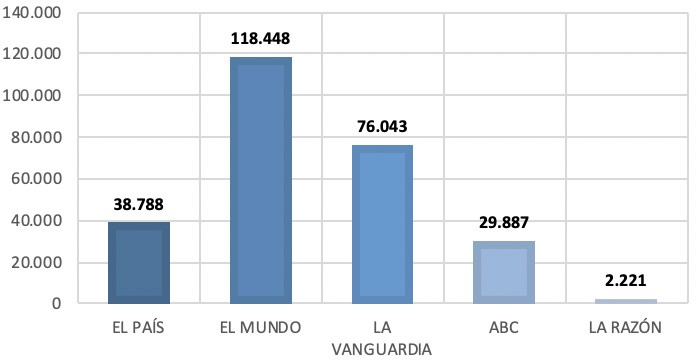 140.000
120.000
100.000
80.000
60.000
40.000
20.000
0
38.788
118.448
76.043
29.887
2.221
EL PAÍS
EL MUNDO
LA
VANGUARDIA
ABC
LA RAZÓN